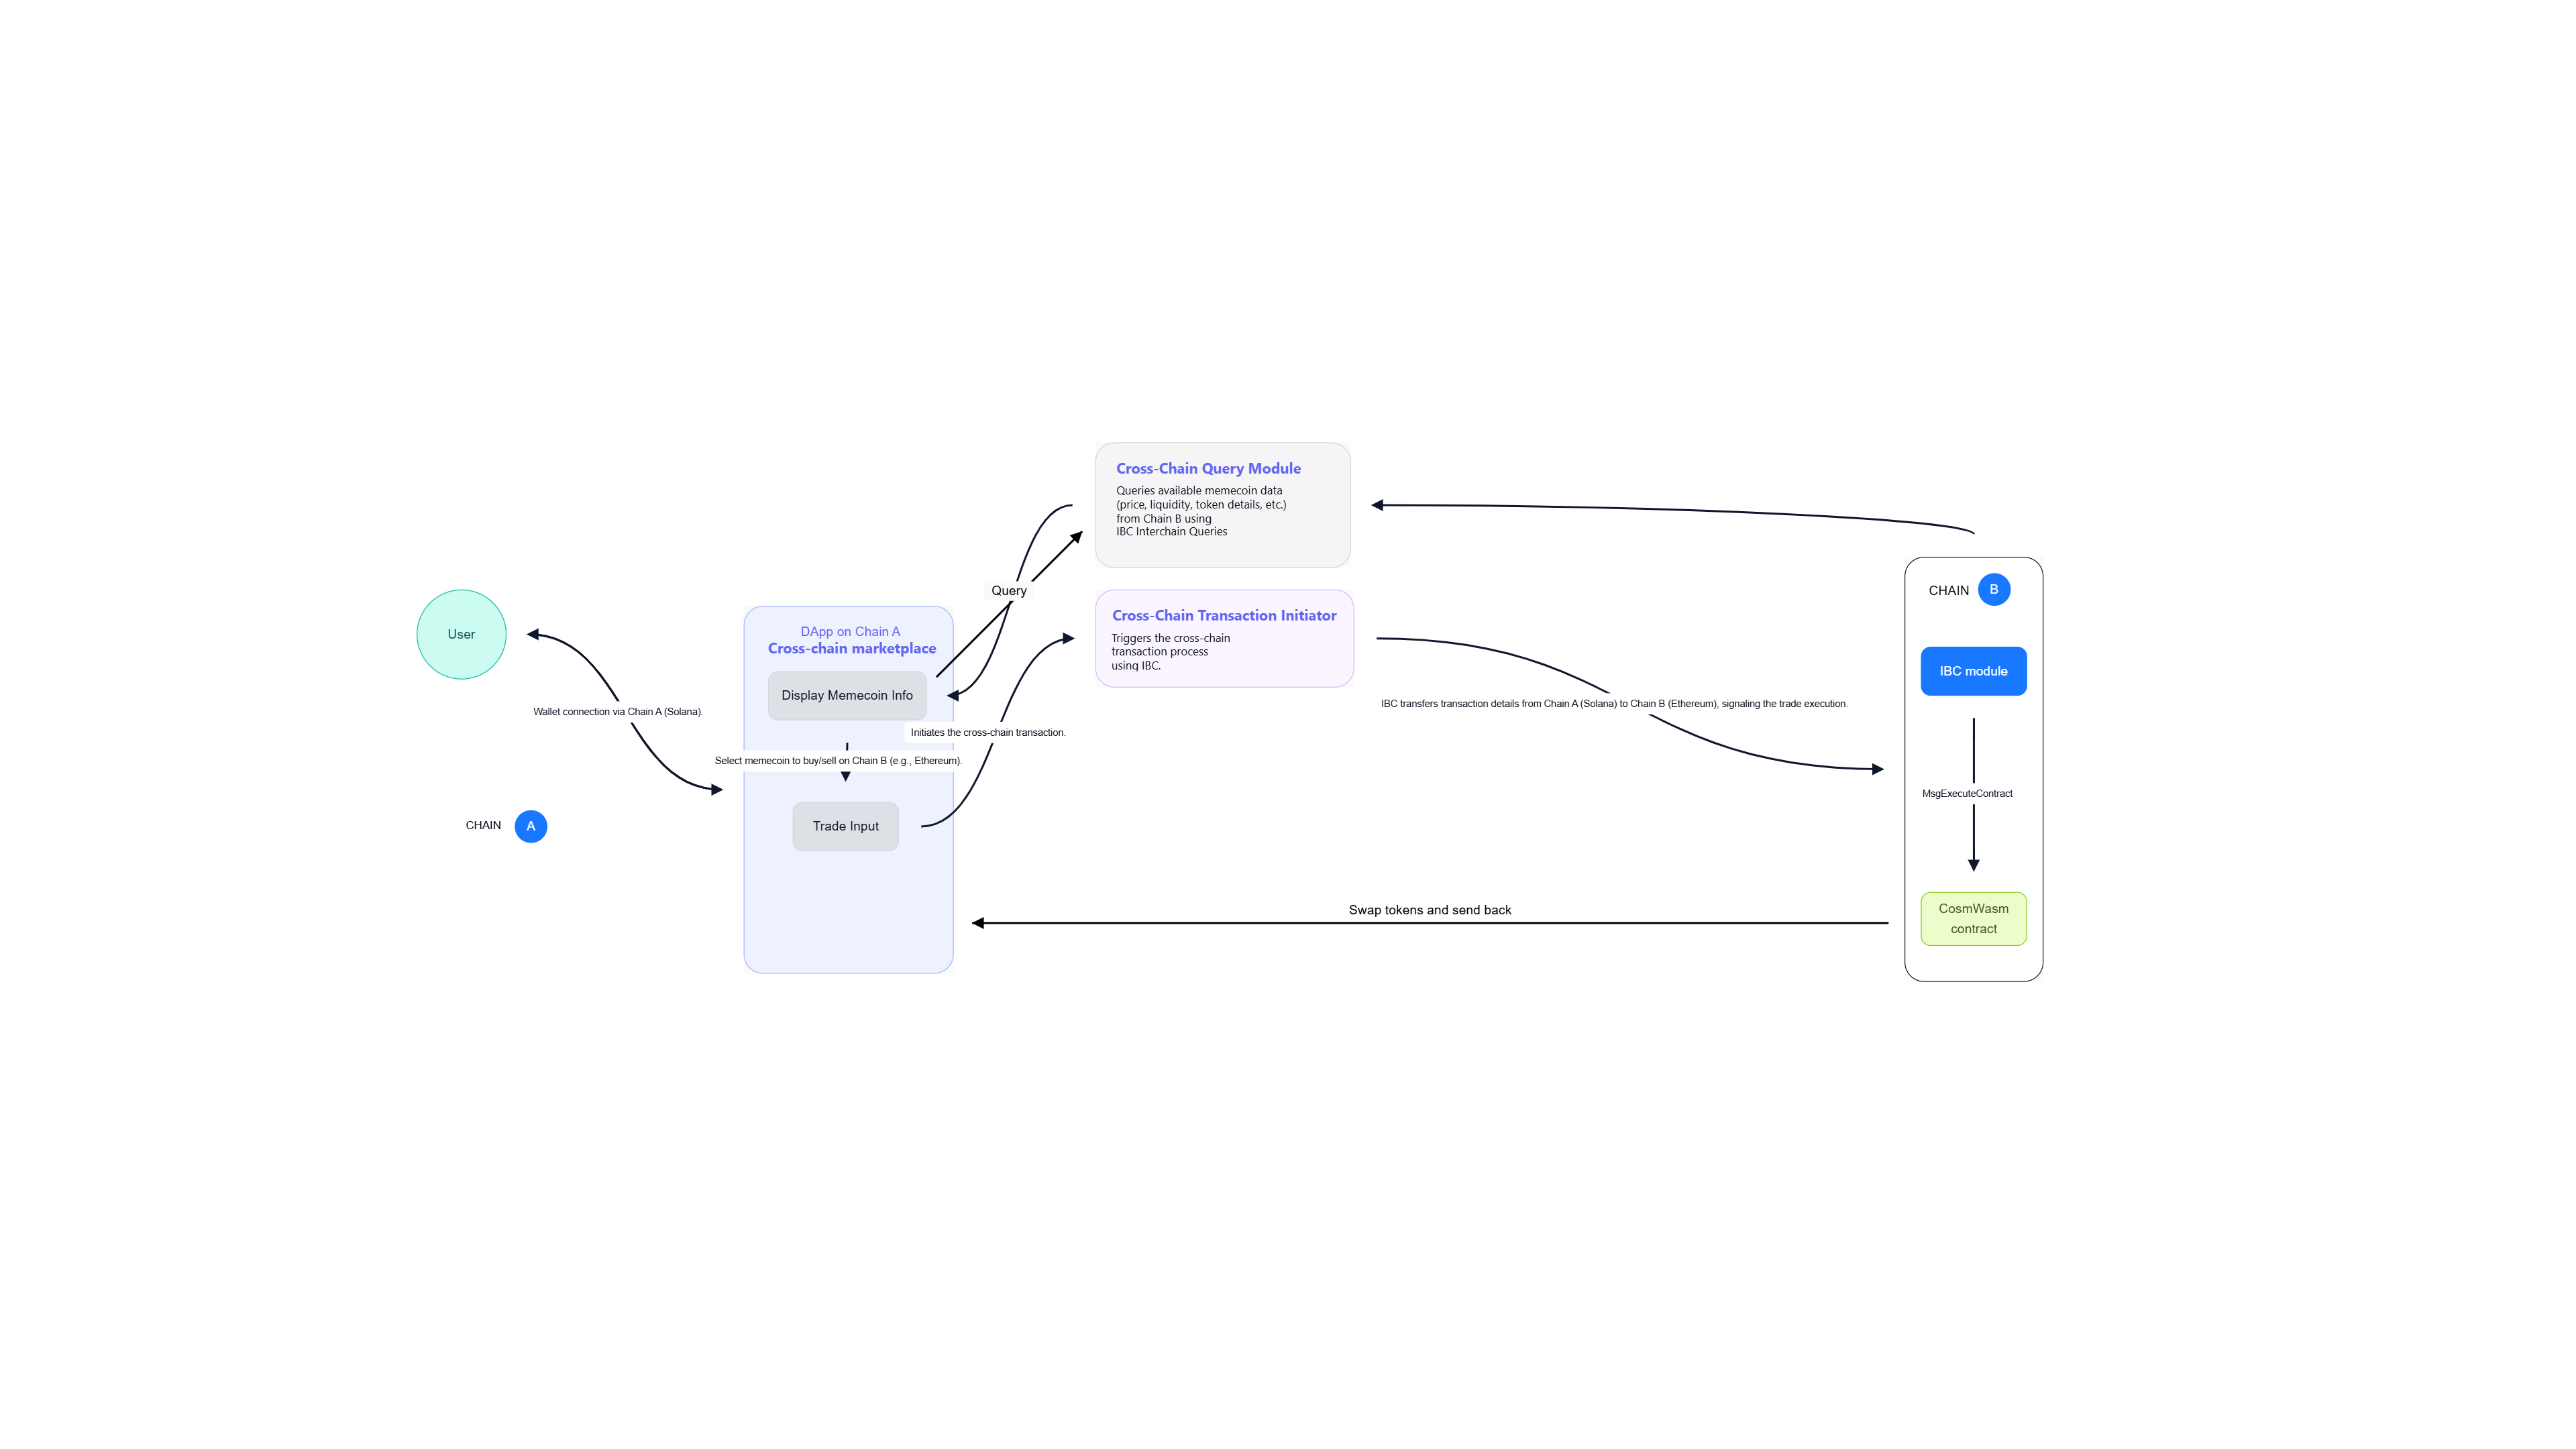 Cross-Chain Query Module
Queries available memecoin data
(price, liquidity, token details, etc.)
from Chain B using
IBC Interchain Queries
Query
CHAIN B
User
DApp on Chain A
Cross-chain marketplace
Cross-Chain Transaction Initiator
Triggers the cross-chain
transaction process
using IBC.
IBC module
Display Memecoin Info
Wallet connection via Chain A (Solana).
IBC transfers transaction details from Chain A (Solana) to Chain B (Ethereum), signaling the trade execution.
Initiates the cross-chain transaction.
Select memecoin to buy/sell on Chain B (e.g., Ethereum).
MsgExecuteContract
CHAIN A
Trade Input
Swap tokens and send back
CosmWasm
contract